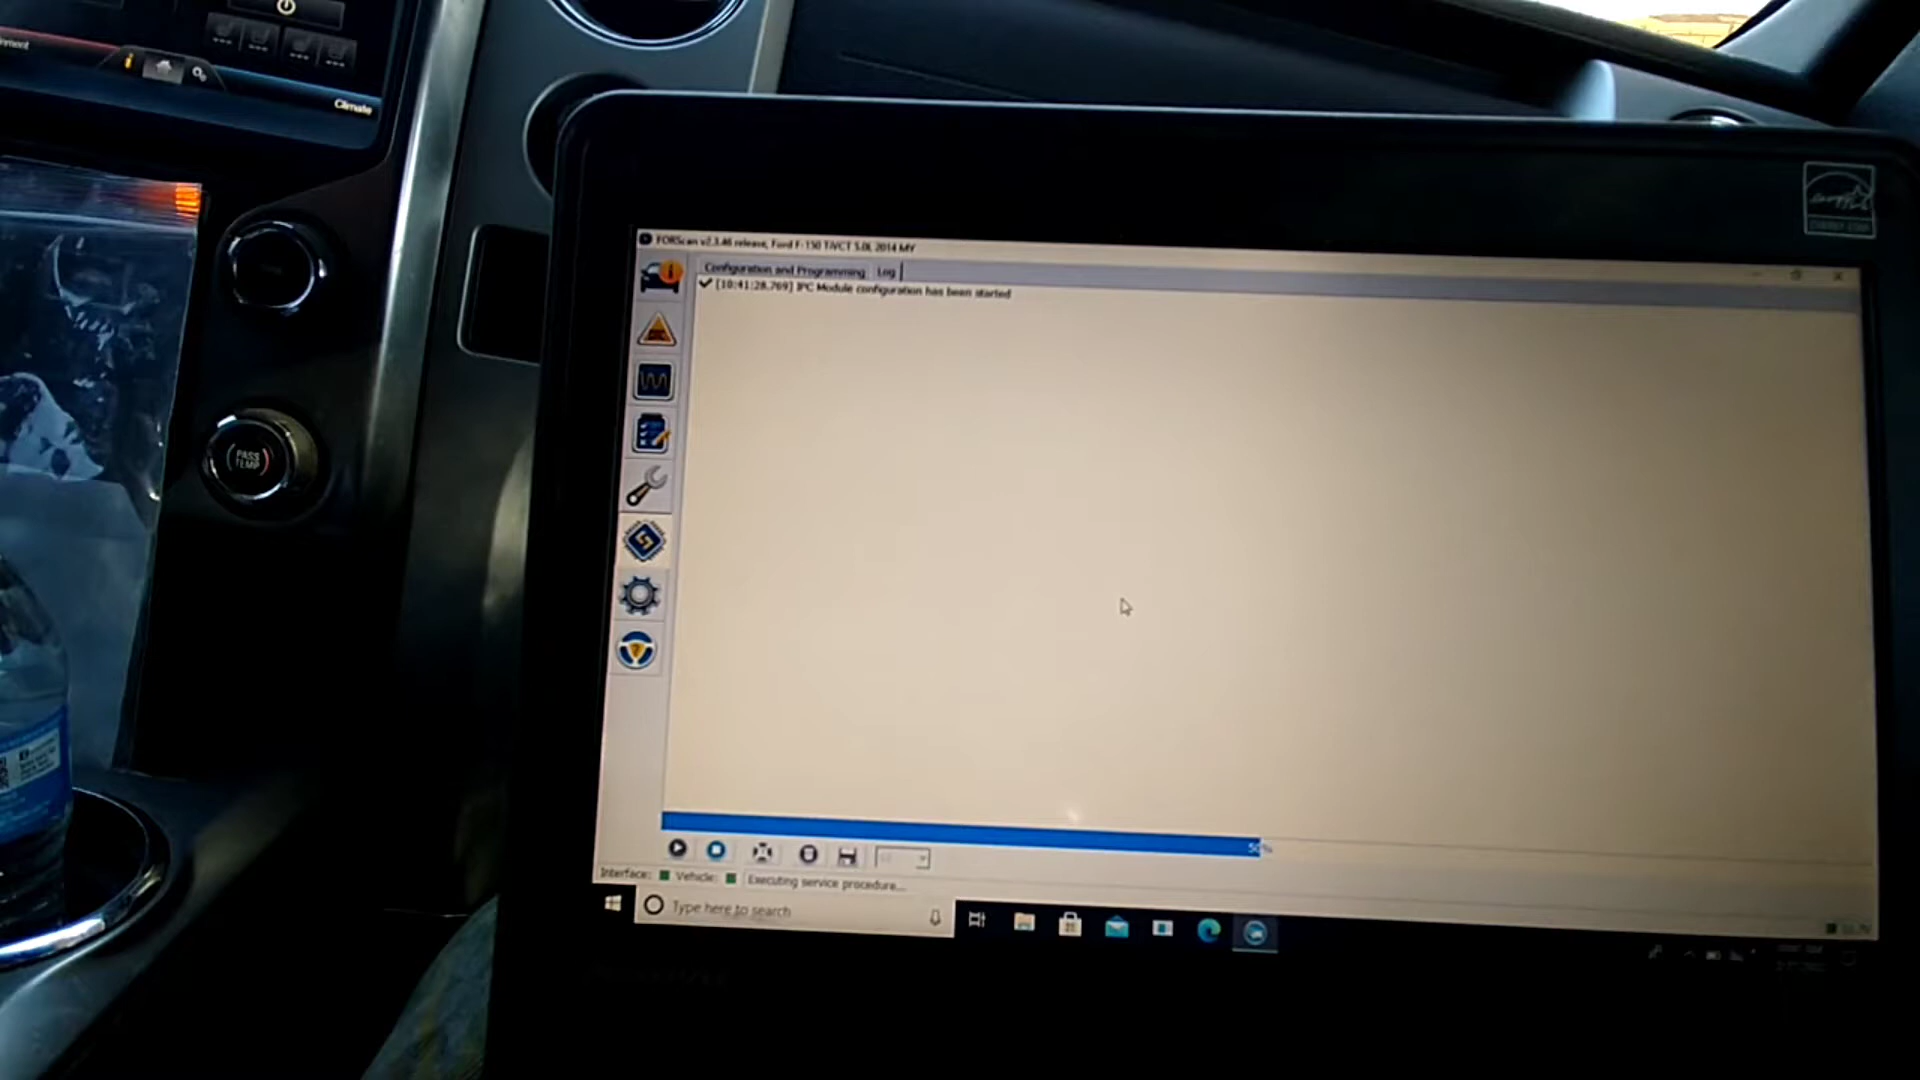 Climate
PASS
TEMP
ENERGY STAR
FORScan v2.3.46 release, Ford F-150 TiVCT 5.0L 2014 MY
Configuration and Programming Log
[10:41:28.769] IPC Module configuration has been started
50%
Interface: Vehicle: Executing service procedure...
Type here to search